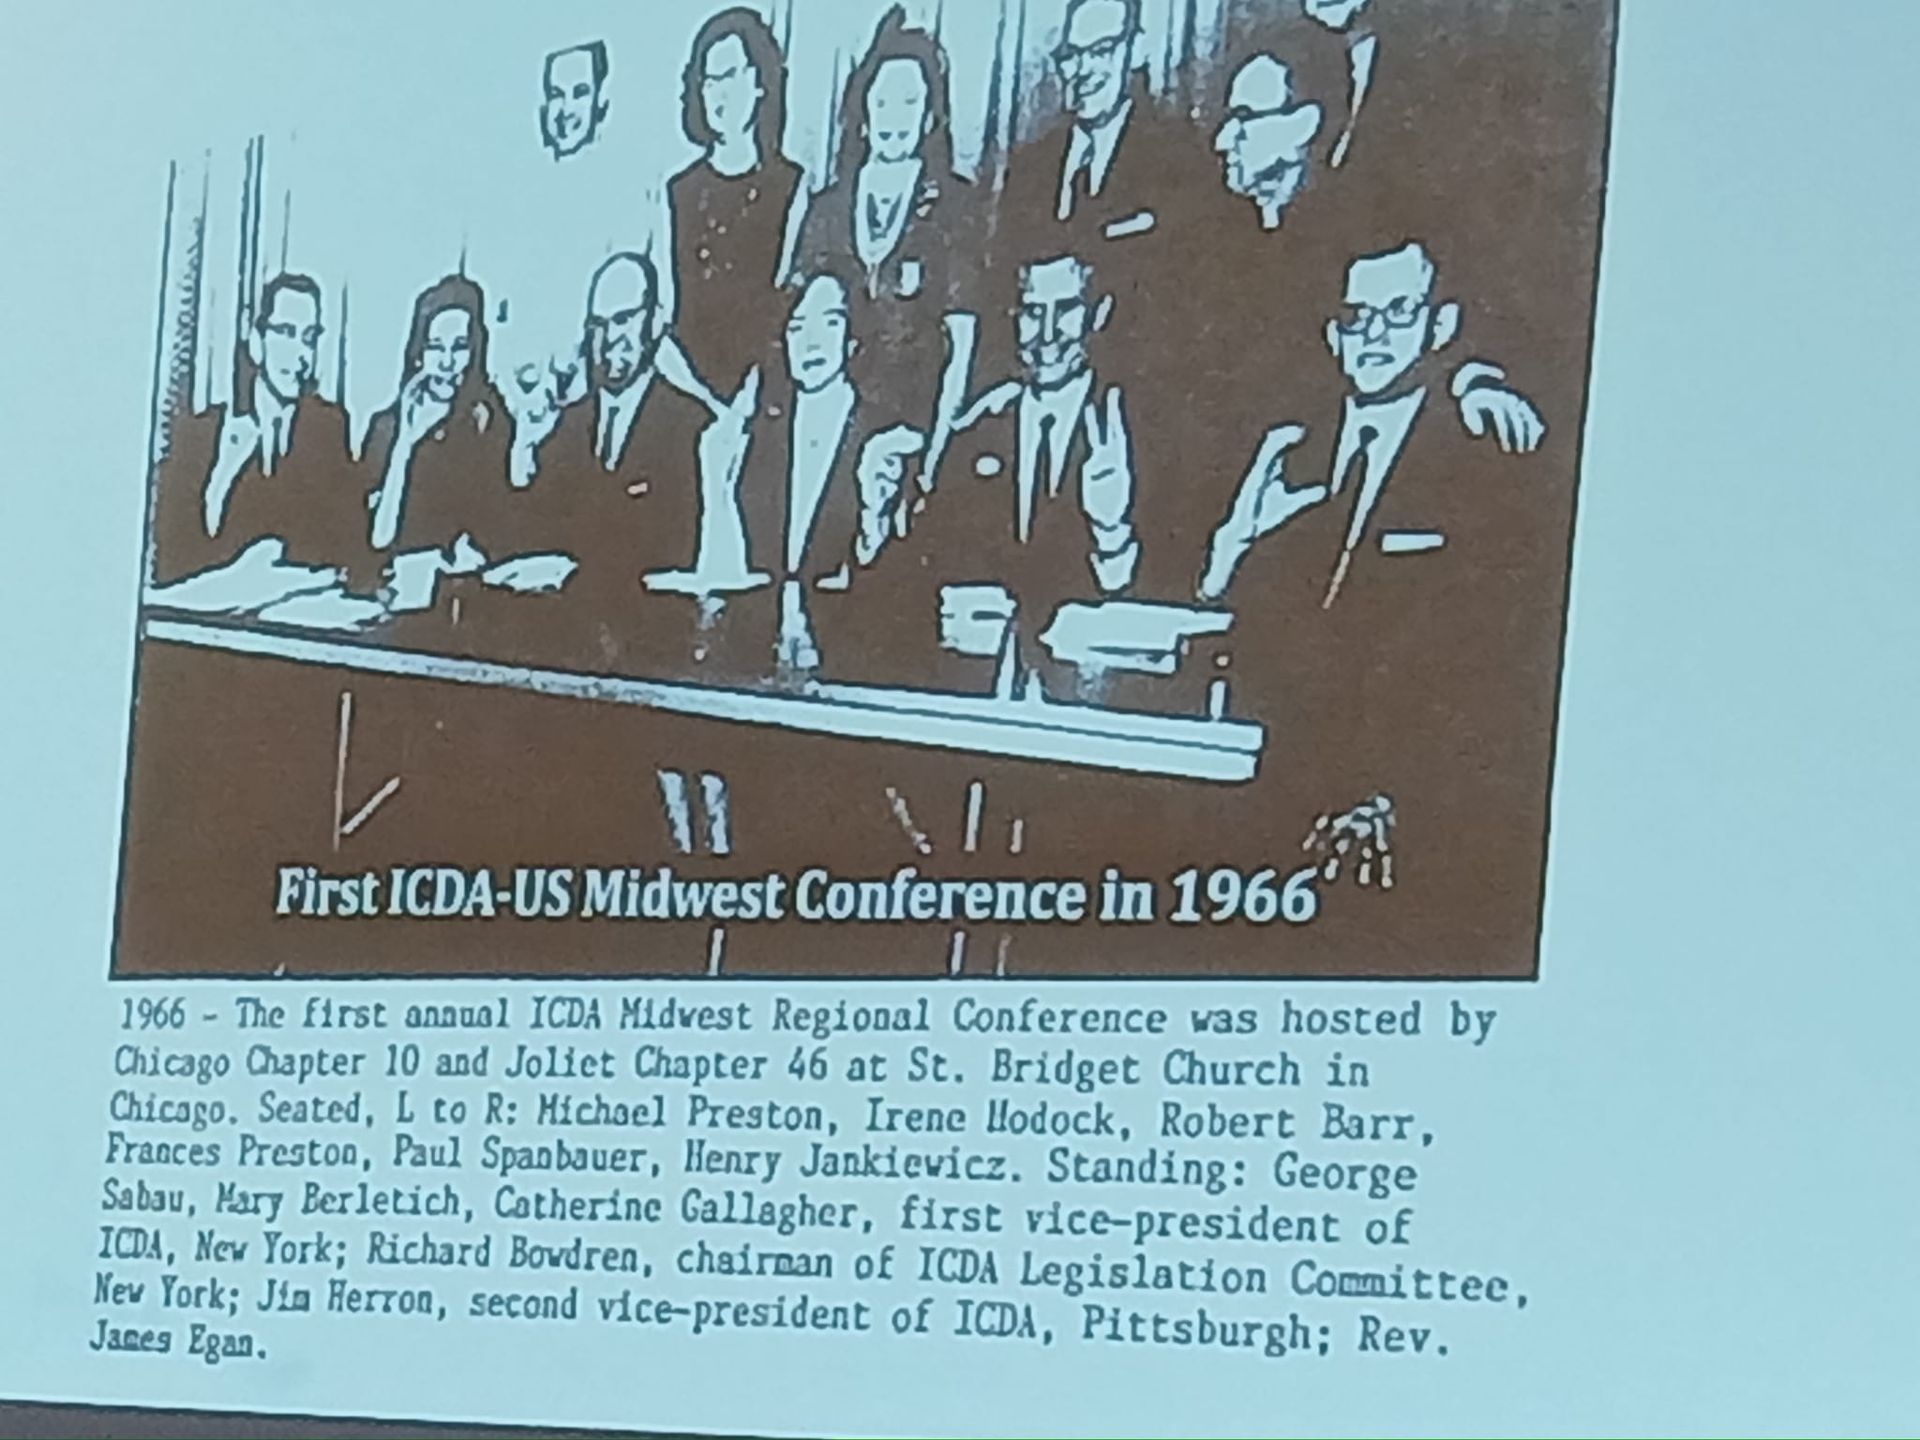 First ICDA-US Midwest Conference in 1966
1966 - The first annual ICDA Midwest Regional Conference was hosted by
Chicago Chapter 10 and Joliet Chapter 46 at St. Bridget Church in
Chicago. Seated, L to R: Michael Preston, Irene Hodock, Robert Barr,
Frances Preston, Paul Spanbauer, Henry Jankiewicz. Standing: George
Sabau, Mary Berletich, Catherine Gallagher, first vice-president of
ICDA, New York; Richard Bowdren, chairman of ICDA Legislation Committee,
New York; Jim Herron, second vice-president of ICDA, Pittsburgh; Rev.
James Egan.